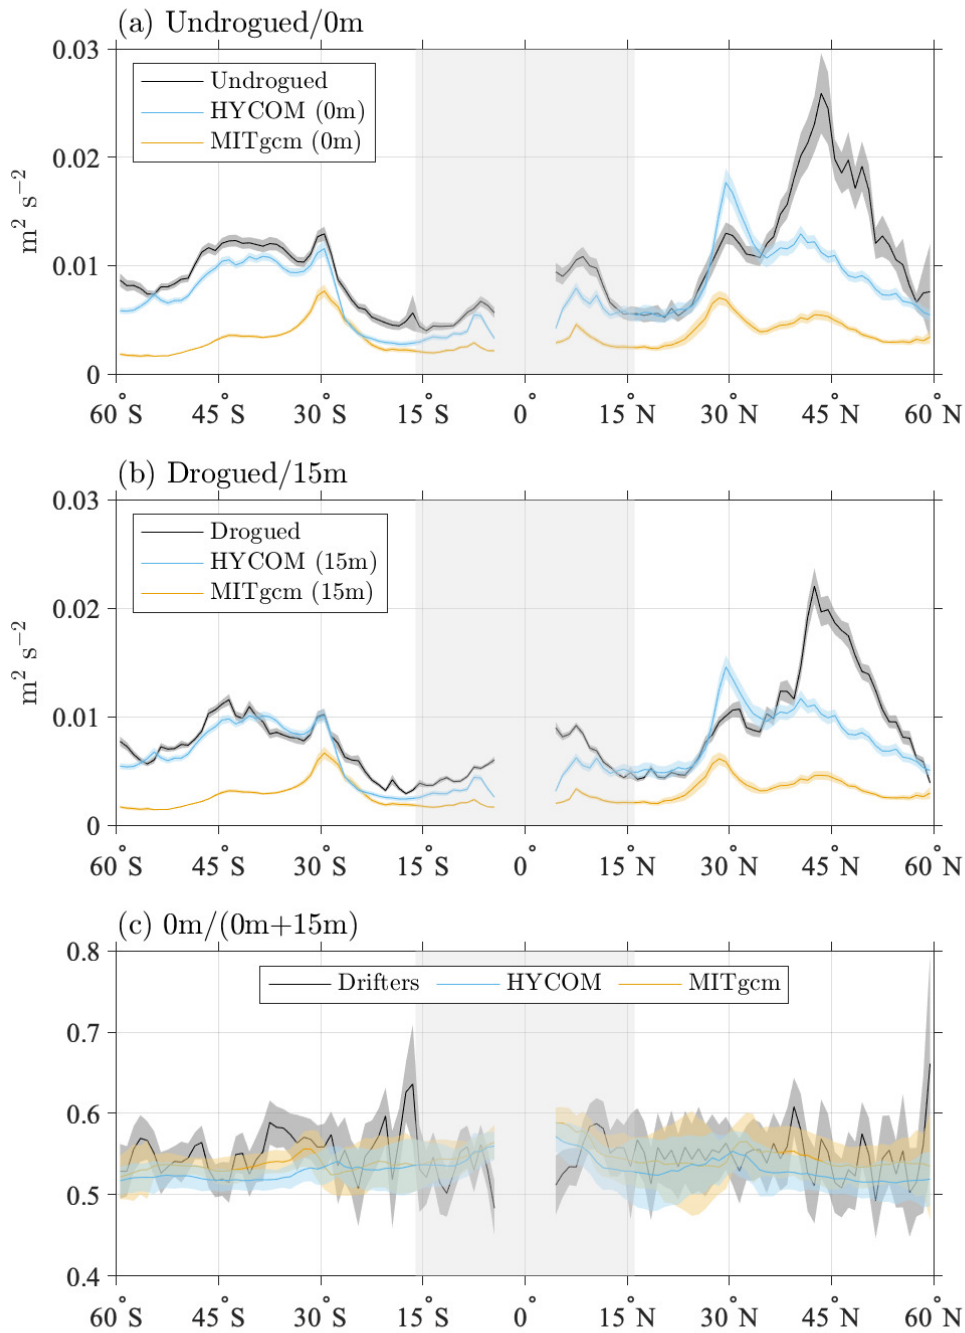 (a) Undrogued/0m
0.03
Undrogued
HYCOM (0m)
MITgcm (0m)
0.02
m² s⁻²
0.01
0
60°S 45°S 30°S 15°S 0° 15°N 30°N 45°N 60°N
(b) Drogued/15m
0.03
Drogued
HYCOM (15m)
MITgcm (15m)
0.02
m² s⁻²
0.01
0
60°S 45°S 30°S 15°S 0° 15°N 30°N 45°N 60°N
(c) 0m/(0m+15m)
0.8
Drifters HYCOM MITgcm
0.7
0.6
0.5
0.4
60°S 45°S 30°S 15°S 0° 15°N 30°N 45°N 60°N